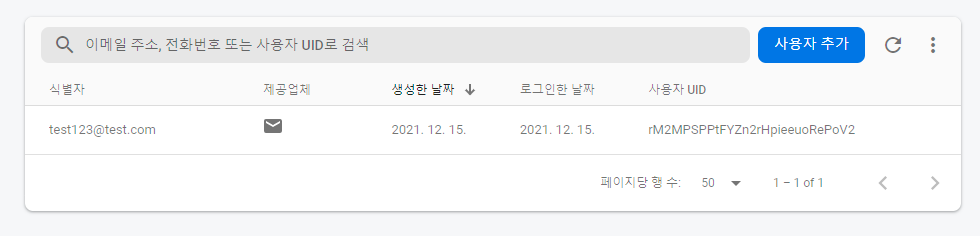 이메일 주소, 전화번호 또는 사용자 UID로 검색 사용자 추가
식별자 제공업체 생성한 날짜 로그인한 날짜 사용자 UID
test123@test.com 2021. 12. 15. 2021. 12. 15. rM2MPSPPtFYZn2rHpieeuoRePoV2
페이지당 행 수: 50 1 – 1 of 1